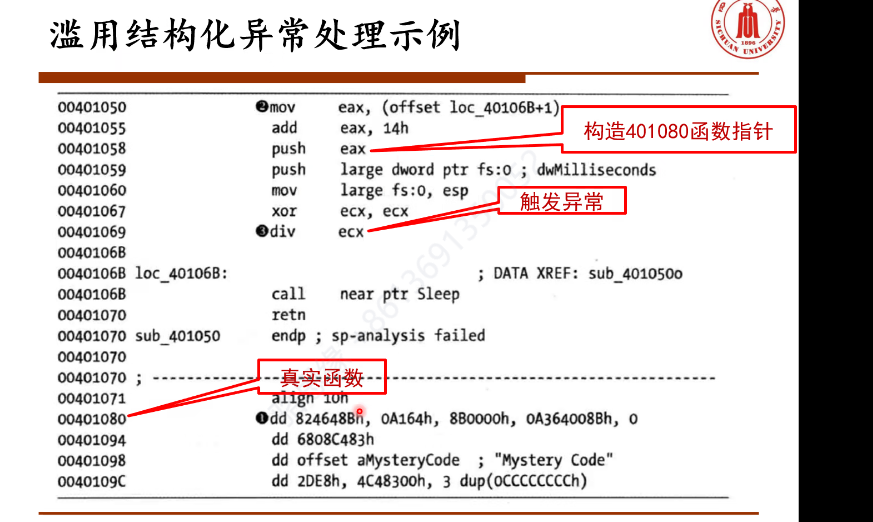 滥用结构化异常处理示例
SICHUAN UNIVERSITY
1896
00401050 ❷mov eax, (offset loc_40106B+1)
00401055 add eax, 14h
00401058 push eax
构造401080函数指针
00401059 push large dword ptr fs:0 ; dwMilliseconds
00401060 mov large fs:0, esp
00401067 xor ecx, ecx
触发异常
00401069 ❸div ecx
0040106B
0040106B loc_40106B: ; DATA XREF: sub_401050o
0040106B call near ptr Sleep
00401070 retn
00401070 sub_401050 endp ; sp-analysis failed
00401070
00401070 ; ---------------------------------------------------------
真实函数
00401071 align 10h
00401080 ❶dd 824648Bh, 0A164h, 8B0000h, 0A364008Bh, 0
00401094 dd 6808C483h
00401098 dd offset aMysteryCode ; "Mystery Code"
0040109C dd 2DE8h, 4C48300h, 3 dup(0CCCCCCCCh)